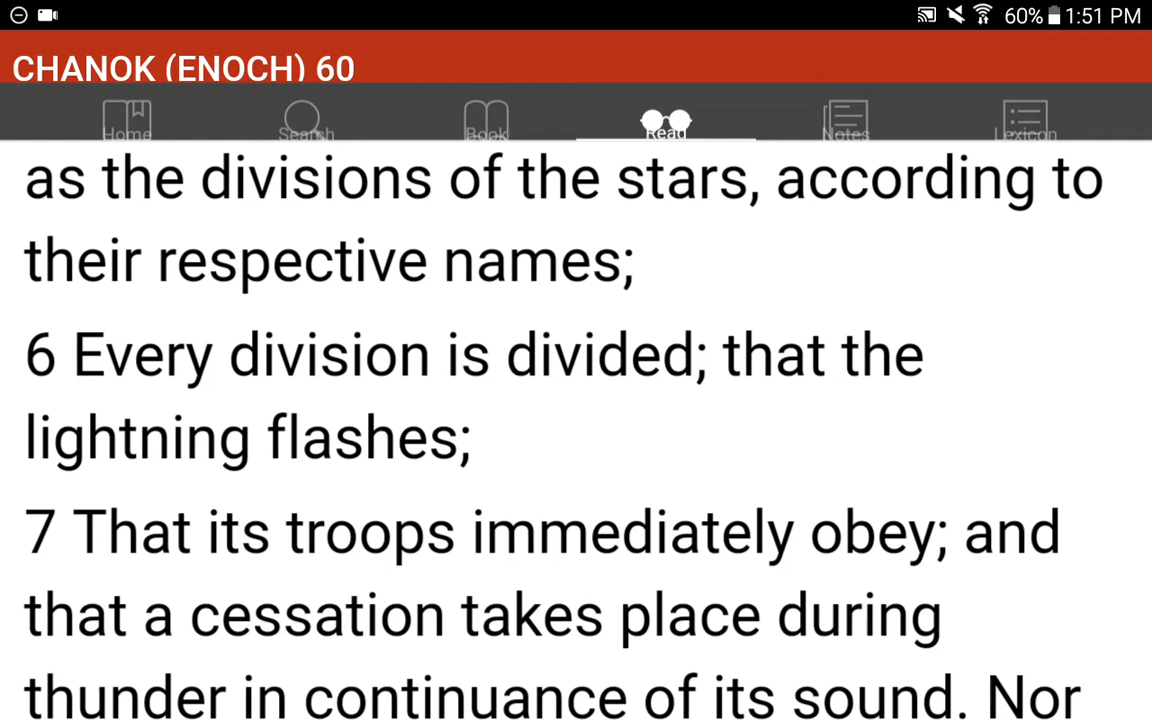 60% 1:51 PM
CHANOK (ENOCH) 60
Home Search Book Read Notes Lexicon
as the divisions of the stars, according to
their respective names;
6 Every division is divided; that the
lightning flashes;
7 That its troops immediately obey; and
that a cessation takes place during
thunder in continuance of its sound. Nor